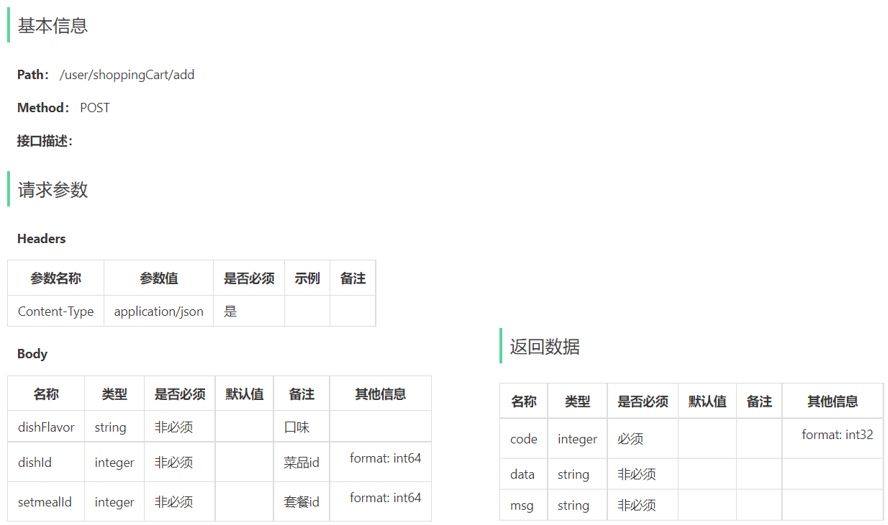 基本信息
Path： /user/shoppingCart/add
Method： POST
接口描述：
请求参数
Headers
参数名称 参数值 是否必须 示例 备注
Content-Type application/json 是
Body
名称 类型 是否必须 默认值 备注 其他信息
dishFlavor string 非必须 口味
dishId integer 非必须 菜品id format: int64
setmealId integer 非必须 套餐id format: int64
返回数据
名称 类型 是否必须 默认值 备注 其他信息
code integer 必须 format: int32
data string 非必须
msg string 非必须